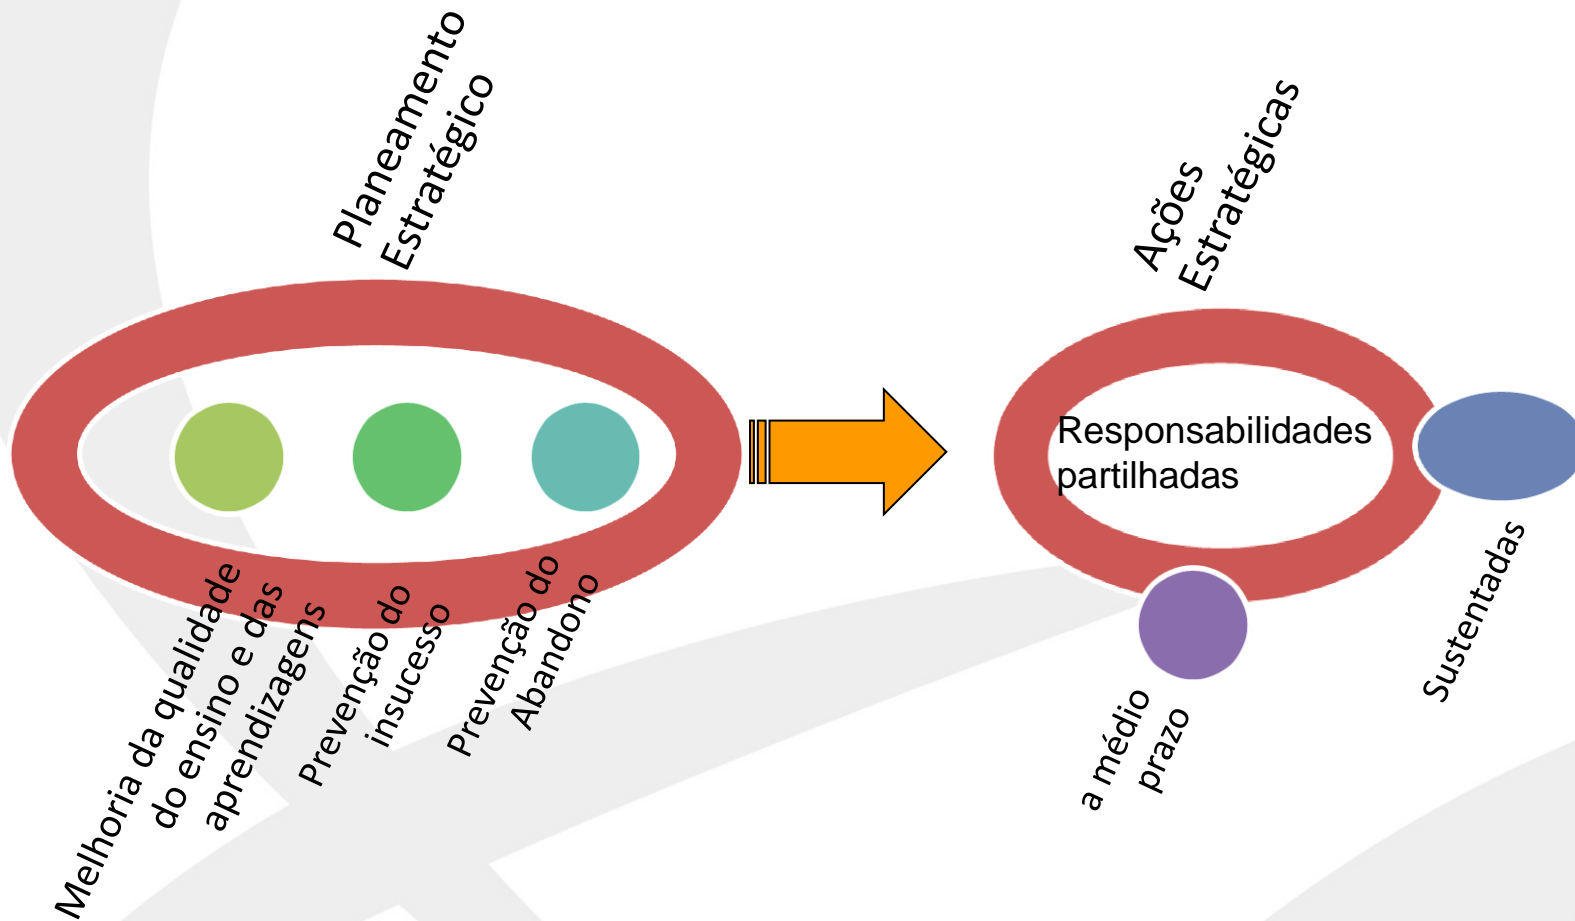 Planeamento
Estratégico
Melhoria da qualidade
do ensino e das
aprendizagens
Prevenção do
insucesso
Prevenção do
Abandono
Ações
Estratégicas
Responsabilidades
partilhadas
a médio
prazo
Sustentadas